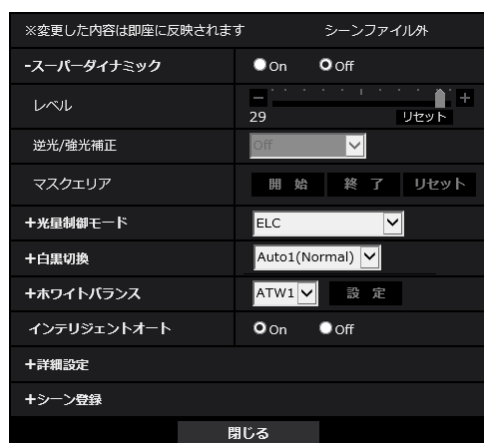 ※変更した内容は即座に反映されます シーンファイル外
-スーパーダイナミック On Off
レベル - +
29 リセット
逆光/強光補正 Off
マスクエリア 開始 終了 リセット
+光量制御モード ELC
+白黒切換 Auto1(Normal)
+ホワイトバランス ATW1 設定
インテリジェントオート On Off
+詳細設定
+シーン登録
閉じる